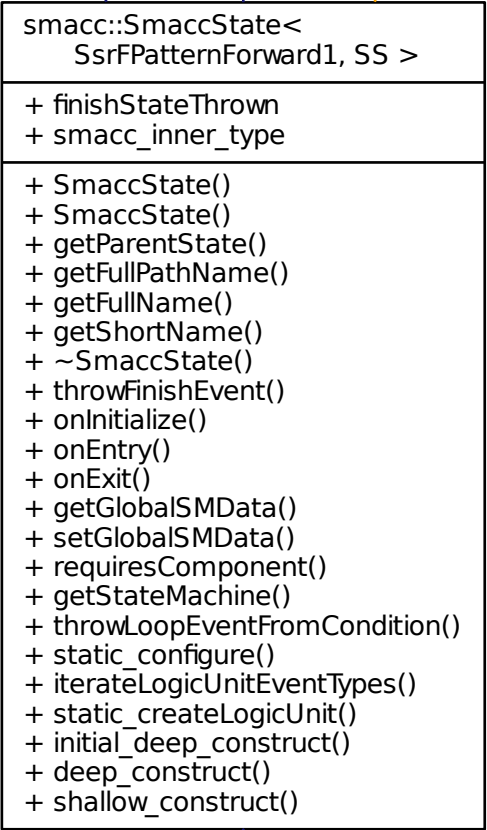 smacc::SmaccState<
SsrFPatternForward1, SS >
+ finishStateThrown
+ smacc_inner_type
+ SmaccState()
+ SmaccState()
+ getParentState()
+ getFullPathName()
+ getFullName()
+ getShortName()
+ ~SmaccState()
+ throwFinishEvent()
+ onInitialize()
+ onEntry()
+ onExit()
+ getGlobalSMData()
+ setGlobalSMData()
+ requiresComponent()
+ getStateMachine()
+ throwLoopEventFromCondition()
+ static_configure()
+ iterateLogicUnitEventTypes()
+ static_createLogicUnit()
+ initial_deep_construct()
+ deep_construct()
+ shallow_construct()